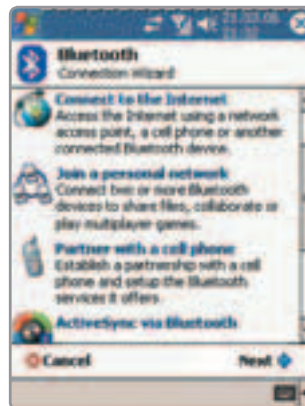 Bluetooth
Connection Wizard
Connect to the Internet
Access the Internet using a network
access point, a cell phone or another
connected Bluetooth device.
Join a personal network
Connect two or more Bluetooth
devices to share files, collaborate or
play multiplayer games.
Partner with a cell phone
Establish a partnership with a cell
phone and setup the Bluetooth
services it offers.
ActiveSync via Bluetooth
Cancel Next